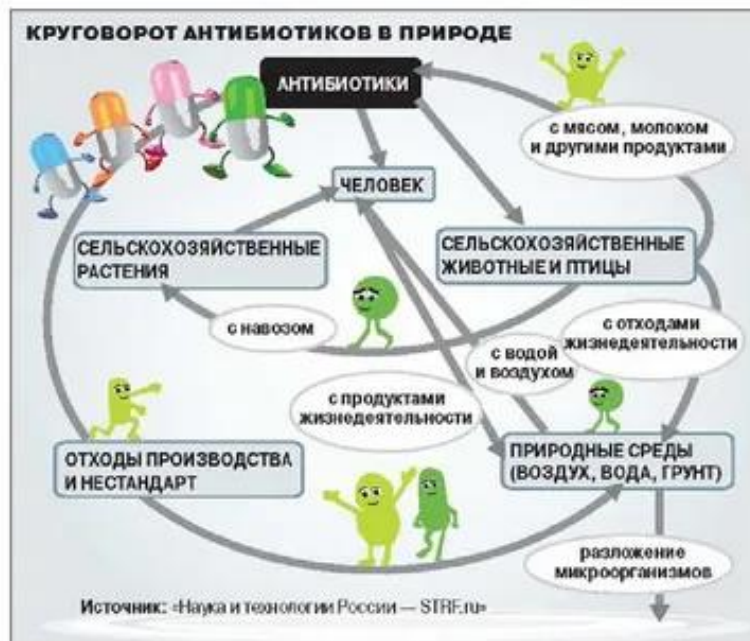 КРУГОВОРОТ АНТИБИОТИКОВ В ПРИРОДЕ
АНТИБИОТИКИ
с мясом, молоком
и другими продуктами
ЧЕЛОВЕК
СЕЛЬСКОХОЗЯЙСТВЕННЫЕ
РАСТЕНИЯ
СЕЛЬСКОХОЗЯЙСТВЕННЫЕ
ЖИВОТНЫЕ И ПТИЦЫ
с навозом
с водой
и воздухом
с отходами
жизнедеятельности
с продуктами
жизнедеятельности
ОТХОДЫ ПРОИЗВОДСТВА
И НЕСТАНДАРТ
ПРИРОДНЫЕ СРЕДЫ
(ВОЗДУХ, ВОДА, ГРУНТ)
разложение
микроорганизмов
Источник: «Наука и технологии России — STRF.ru»